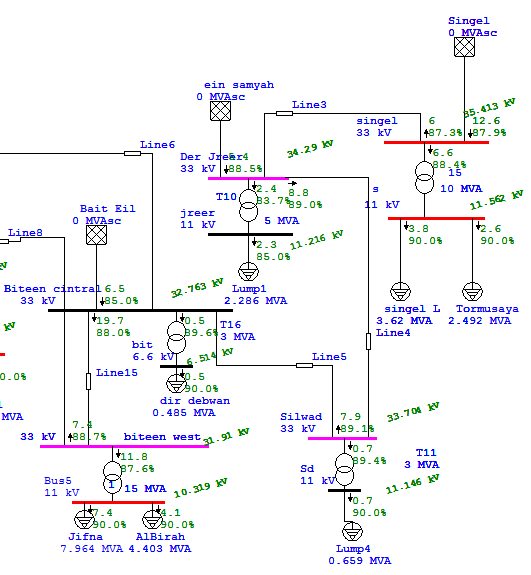 Singel
0 MVAsc
ein samyah
0 MVAsc
Line3
35.413 kV
6
12.6
87.3%
87.9%
singel
33 kV
34.29 kV
Line6
Der Jreer
5.4
33 kV
88.5%
6.6
88.4%
15
10 MVA
T10
2.4
83.7%
8.8
89.0%
s
11 kV
11.562 kV
Bait Eil
0 MVAsc
jreer
11 kV
5 MVA
11.216 kV
2.3
85.0%
3.8
90.0%
2.6
90.0%
Line8
kV
Lump1
2.286 MVA
Biteen cintral
33 kV
6.5
85.0%
32.763 kV
singel L
3.62 MVA
Tormusaya
2.492 MVA
19.7
88.0%
0.5
89.6%
T16
3 MVA
kV
bit
6.6 kV
6.514 kV
Line4
Line5
0.0%
Line15
0.5
90.0%
dir debwan
0.485 MVA
MVA
7.4
88.7%
33 kV
biteen west
31.91 kV
Silwad
33 kV
7.9
89.1%
33.704 kV
11.8
87.6%
0.7
89.4%
T11
3 MVA
Sd
11 kV
11.146 kV
Bus5
11 kV
1
15 MVA
10.319 kV
7.4
90.0%
4.1
90.0%
0.7
90.0%
Jifna
7.964 MVA
AlBirah
4.403 MVA
Lump4
0.659 MVA